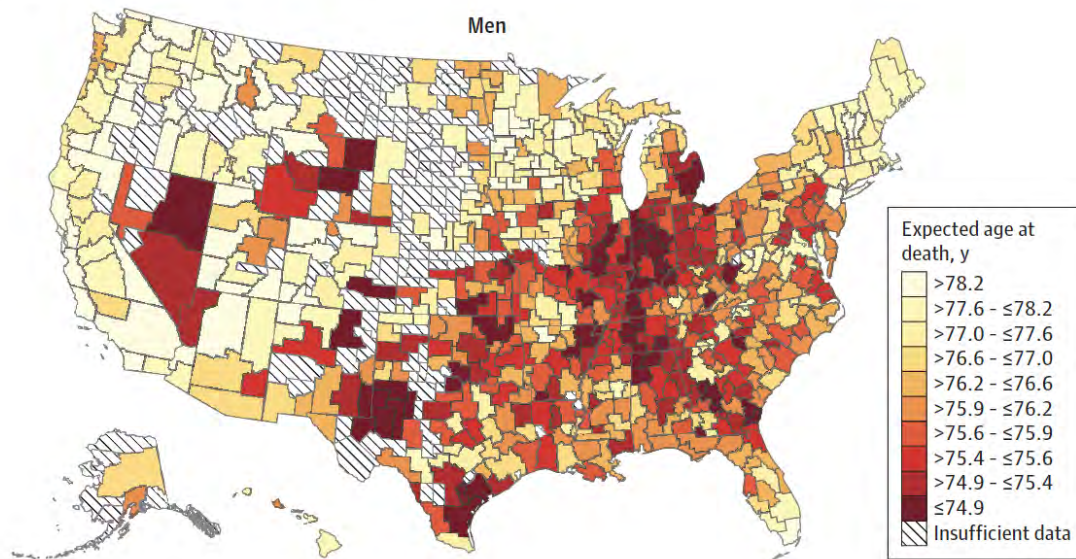 Men
Expected age at
death, y
>78.2
>77.6 - ≤78.2
>77.0 - ≤77.6
>76.6 - ≤77.0
>76.2 - ≤76.6
>75.9 - ≤76.2
>75.6 - ≤75.9
>75.4 - ≤75.6
>74.9 - ≤75.4
≤74.9
Insufficient data